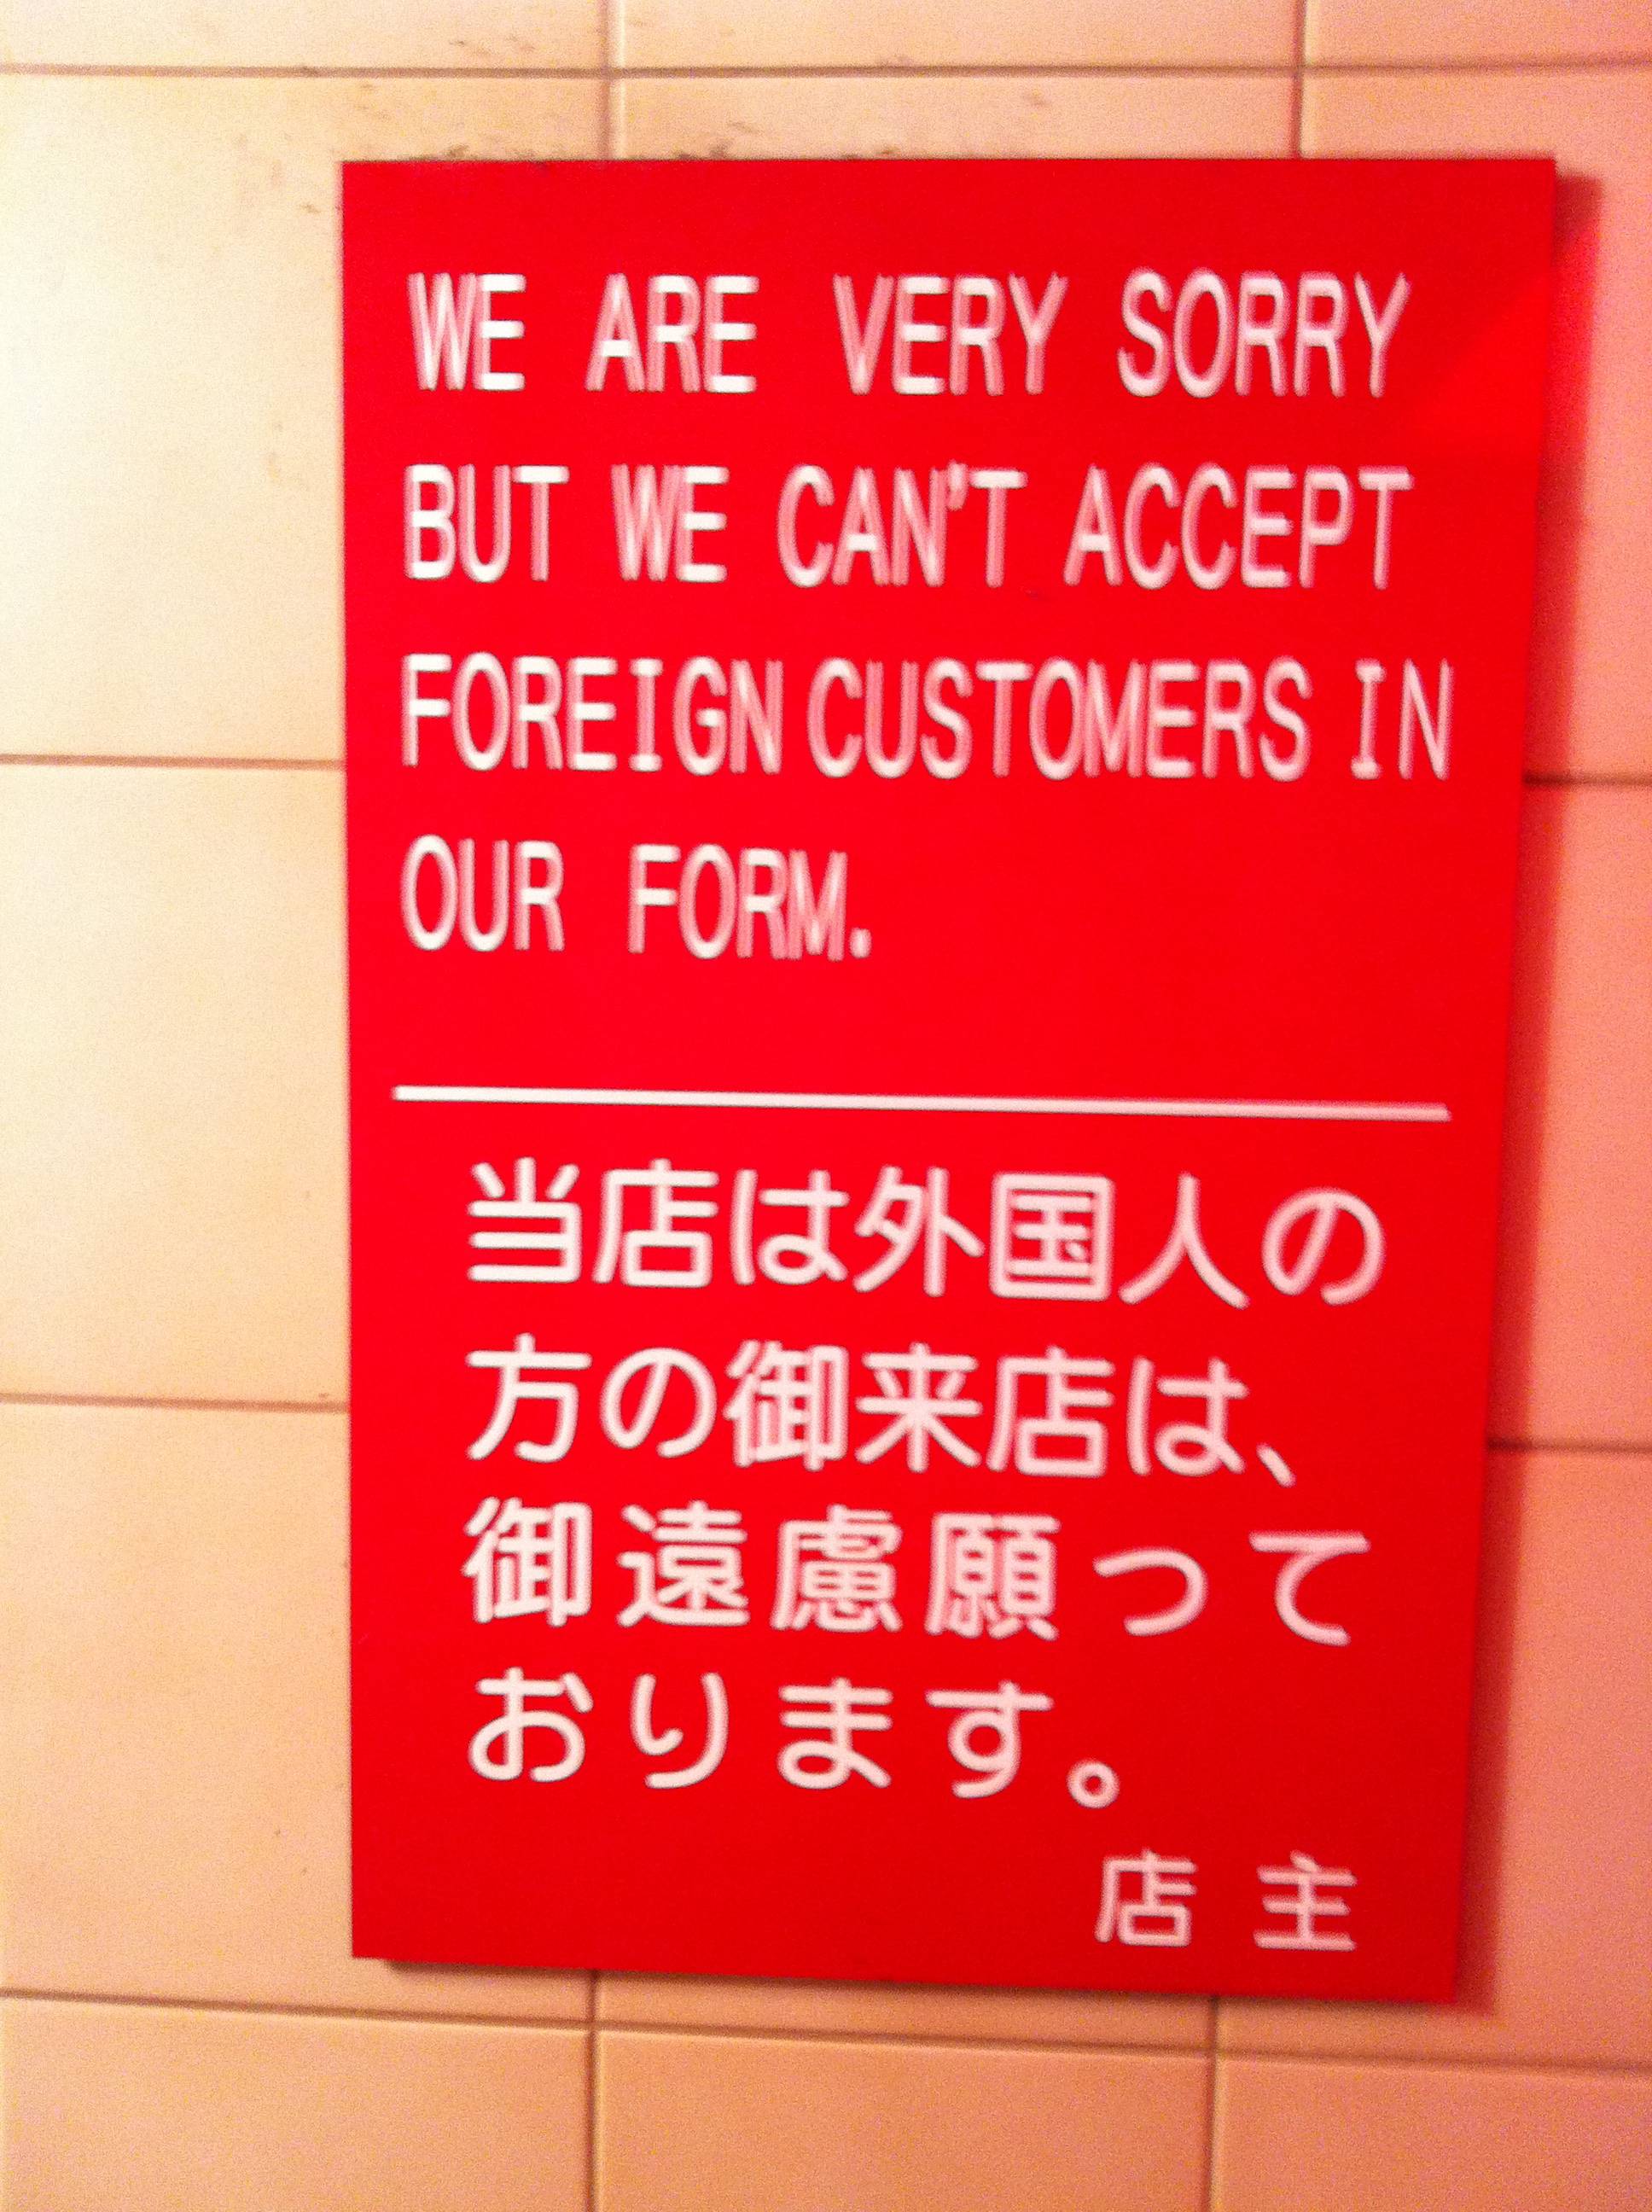 WE ARE VERY SORRY
BUT WE CAN'T ACCEPT
FOREIGN CUSTOMERS IN
OUR FORM.
当店は外国人の
方の御来店は、
御遠慮願って
おります。
店主